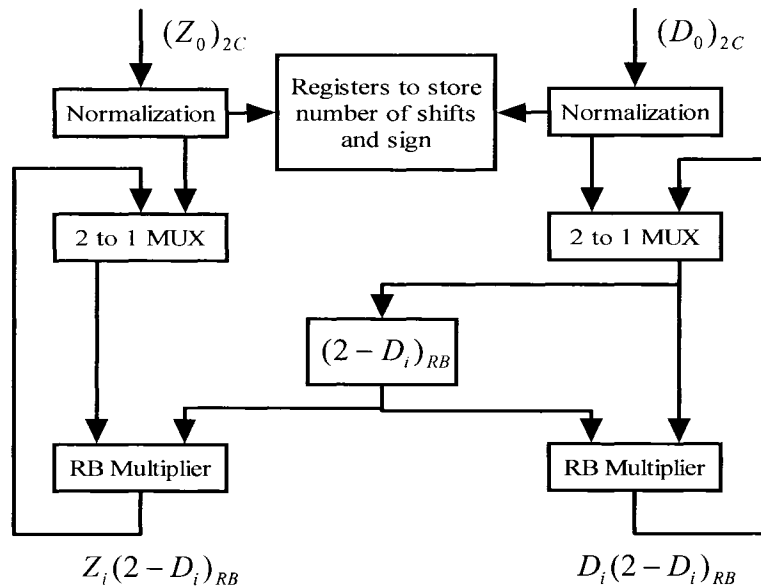 (Z₀)₂C
(D₀)₂C
Normalization
Registers to store
number of shifts
and sign
Normalization
2 to 1 MUX
2 to 1 MUX
(2 − Dᵢ)RB
RB Multiplier
RB Multiplier
Zᵢ(2 − Dᵢ)RB
Dᵢ(2 − Dᵢ)RB